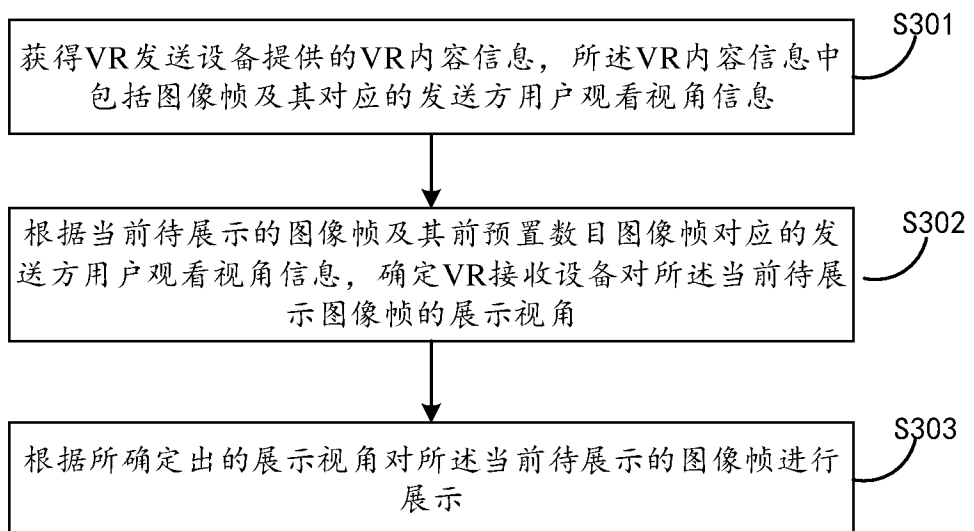 S301
获得VR发送设备提供的VR内容信息，所述VR内容信息中
包括图像帧及其对应的发送方用户观看视角信息
S302
根据当前待展示的图像帧及其前预置数目图像帧对应的发
送方用户观看视角信息，确定VR接收设备对所述当前待展
示图像帧的展示视角
S303
根据所确定出的展示视角对所述当前待展示的图像帧进行
展示